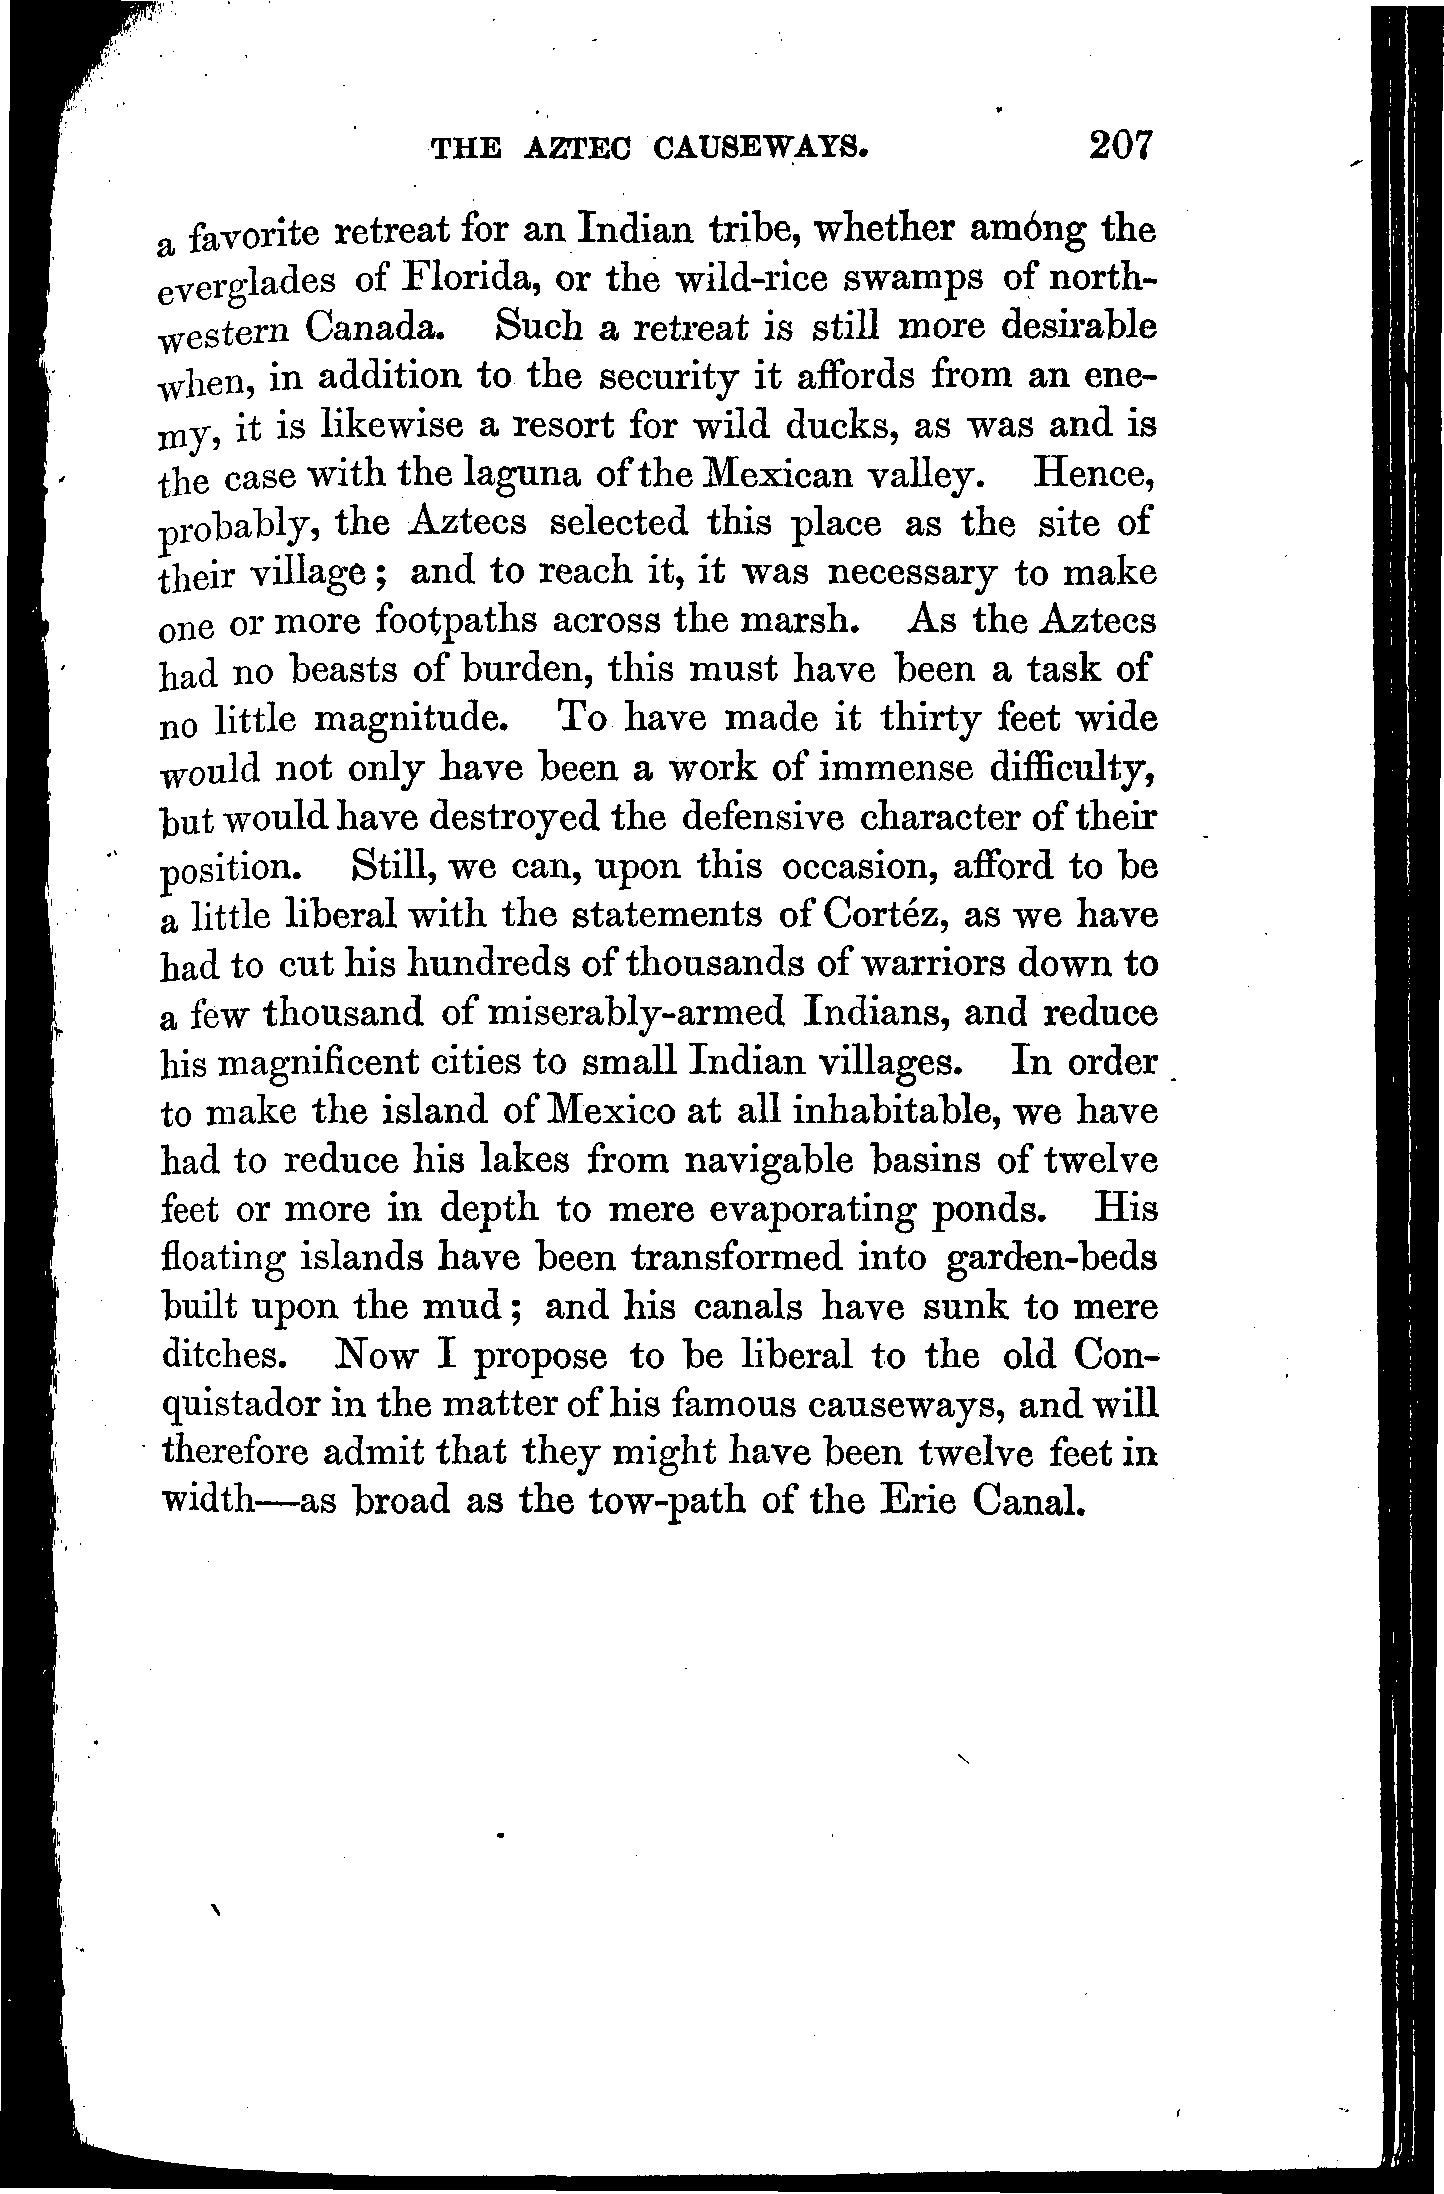 THE AZTEC CAUSEWAYS. 207
a favorite retreat for an Indian tribe, whether among the
everglades of Florida, or the wild-rice swamps of north-
western Canada. Such a retreat is still more desirable
when, in addition to the security it affords from an ene-
my, it is likewise a resort for wild ducks, as was and is
the case with the laguna of the Mexican valley. Hence,
probably, the Aztecs selected this place as the site of
their village; and to reach it, it was necessary to make
one or more footpaths across the marsh. As the Aztecs
had no beasts of burden, this must have been a task of
no little magnitude. To have made it thirty feet wide
would not only have been a work of immense difficulty,
but would have destroyed the defensive character of their
position. Still, we can, upon this occasion, afford to be
a little liberal with the statements of Cortéz, as we have
had to cut his hundreds of thousands of warriors down to
a few thousand of miserably-armed Indians, and reduce
his magnificent cities to small Indian villages. In order
to make the island of Mexico at all inhabitable, we have
had to reduce his lakes from navigable basins of twelve
feet or more in depth to mere evaporating ponds. His
floating islands have been transformed into garden-beds
built upon the mud; and his canals have sunk to mere
ditches. Now I propose to be liberal to the old Con-
quistador in the matter of his famous causeways, and will
therefore admit that they might have been twelve feet in
width—as broad as the tow-path of the Erie Canal.